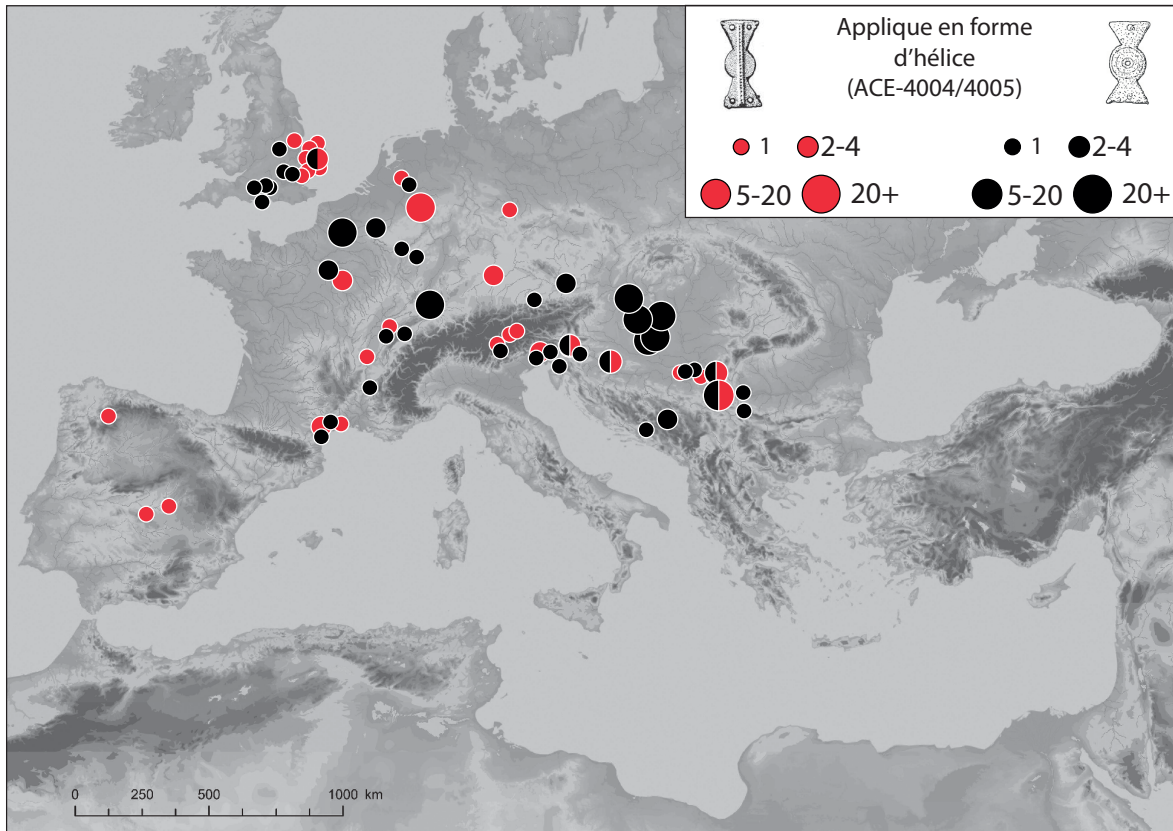 Applique en forme
d'hélice
(ACE-4004/4005)
1 2-4 1 2-4
5-20 20+ 5-20 20+
0 250 500 1000 km